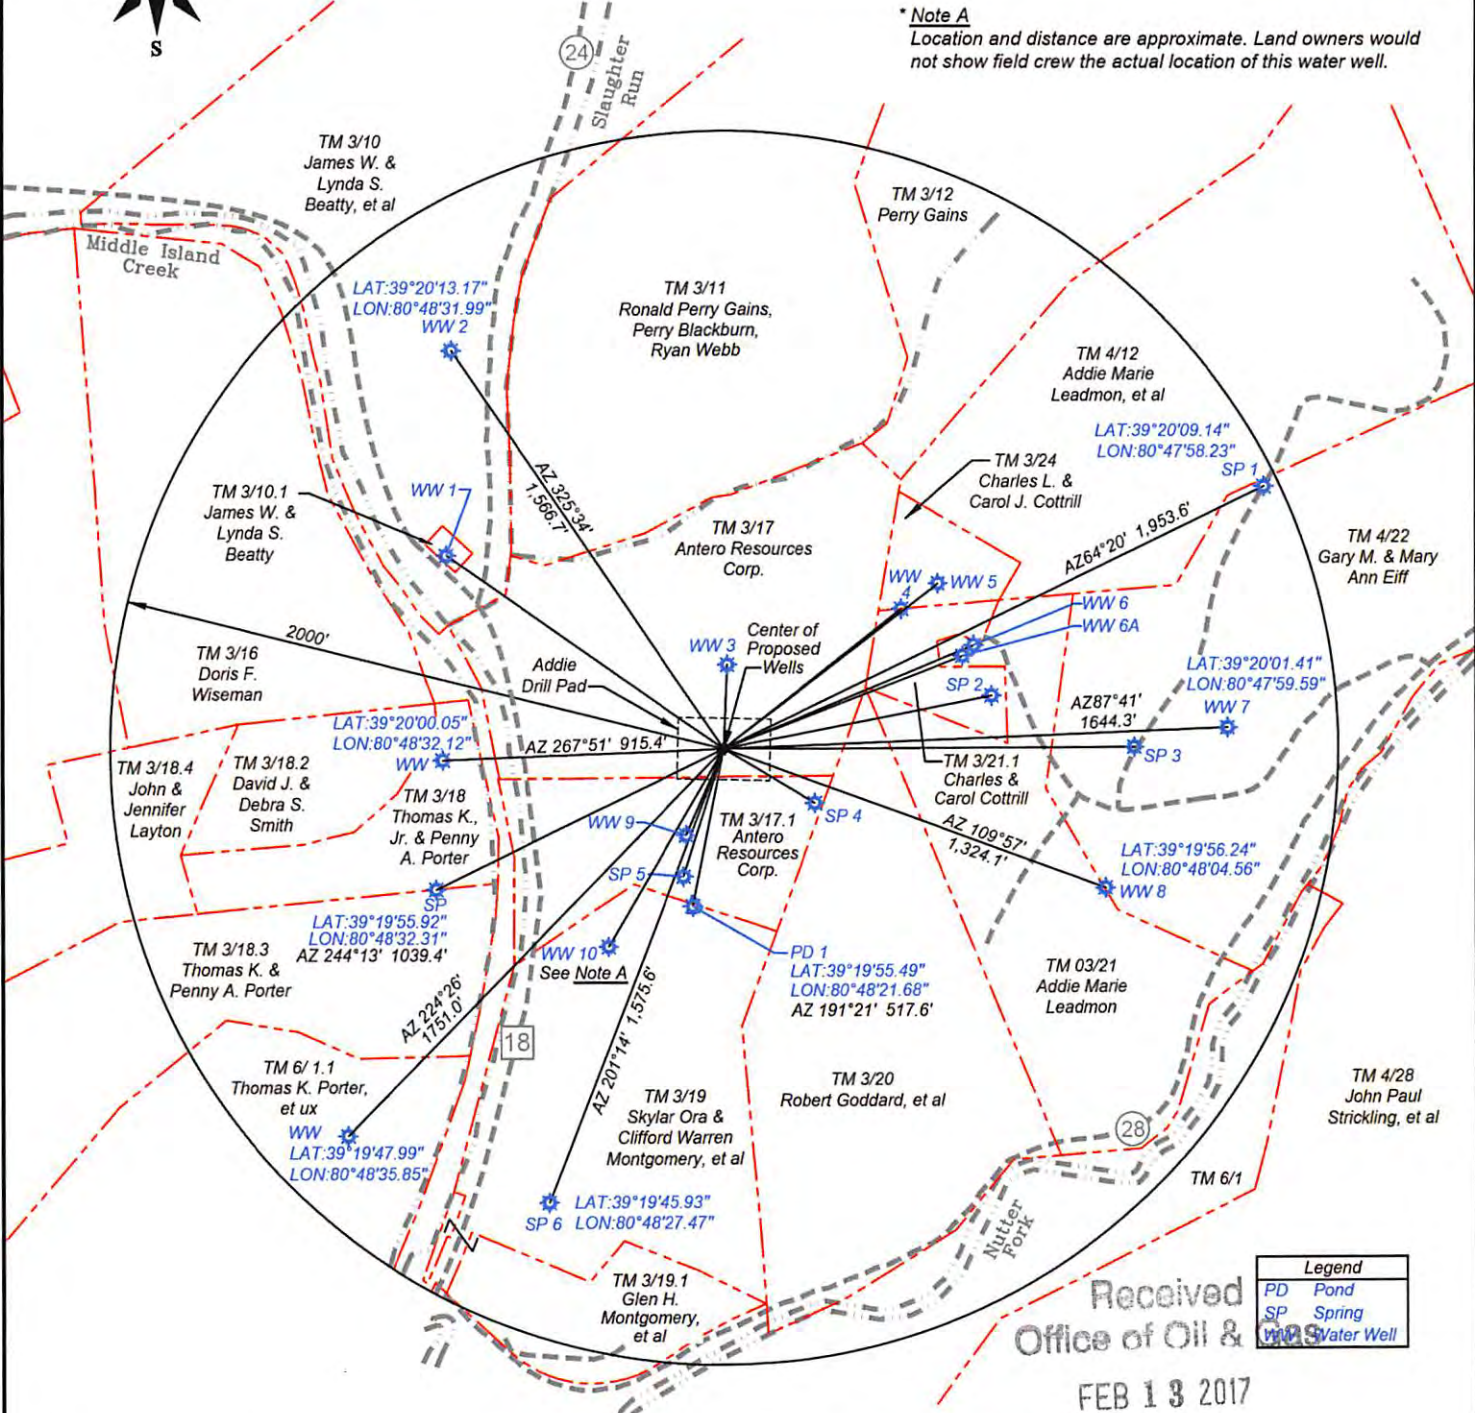 S
* Note A
Location and distance are approximate. Land owners would
not show field crew the actual location of this water well.
24
Slaughter
Run
TM 3/10
James W. &
Lynda S.
Beatty, et al
TM 3/12
Perry Gains
Middle Island
Creek
LAT:39°20'13.17"
LON:80°48'31.99"
WW 2
TM 3/11
Ronald Perry Gains,
Perry Blackburn,
Ryan Webb
TM 4/12
Addie Marie
Leadmon, et al
LAT:39°20'09.14"
LON:80°47'58.23"
SP 1
TM 3/24
Charles L. &
Carol J. Cottrill
AZ 325°34'
1,566.7'
TM 3/10.1
James W. &
Lynda S.
Beatty
WW 1
TM 3/17
Antero Resources
Corp.
AZ64°20' 1,953.6'
TM 4/22
Gary M. & Mary
Ann Eiff
WW
4
WW 5
WW 6
WW 6A
2000'
WW 3
Center of
Proposed
Wells
TM 3/16
Doris F.
Wiseman
Addie
Drill Pad
SP 2
LAT:39°20'01.41"
LON:80°47'59.59"
WW 7
AZ87°41'
1644.3'
LAT:39°20'00.05"
LON:80°48'32.12"
WW
AZ 267°51' 915.4'
SP 3
TM 3/18.4
John &
Jennifer
Layton
TM 3/18.2
David J. &
Debra S.
Smith
TM 3/18
Thomas K.,
Jr. & Penny
A. Porter
TM 3/21.1
Charles &
Carol Cottrill
WW 9
TM 3/17.1
Antero
Resources
Corp.
SP 4
AZ 109°57'
1,324.1'
LAT:39°19'56.24"
LON:80°48'04.56"
WW 8
SP 5
SP
LAT:39°19'55.92"
LON:80°48'32.31"
AZ 244°13' 1039.4'
TM 3/18.3
Thomas K. &
Penny A. Porter
WW 10
See Note A
PD 1
LAT:39°19'55.49"
LON:80°48'21.68"
AZ 191°21' 517.6'
TM 03/21
Addie Marie
Leadmon
AZ 224°26'
1751.0'
AZ 201°14' 1,575.6'
18
TM 6/ 1.1
Thomas K. Porter,
et ux
WW
LAT:39°19'47.99"
LON:80°48'35.85"
TM 3/19
Skylar Ora &
Clifford Warren
Montgomery, et al
TM 3/20
Robert Goddard, et al
TM 4/28
John Paul
Strickling, et al
28
TM 6/1
SP 6
LAT:39°19'45.93"
LON:80°48'27.47"
Nutter
Fork
TM 3/19.1
Glen H.
Montgomery,
et al
Legend
PD Pond
SP Spring
WW Water Well
Received
Office of Oil & Gas
FEB 13 2017